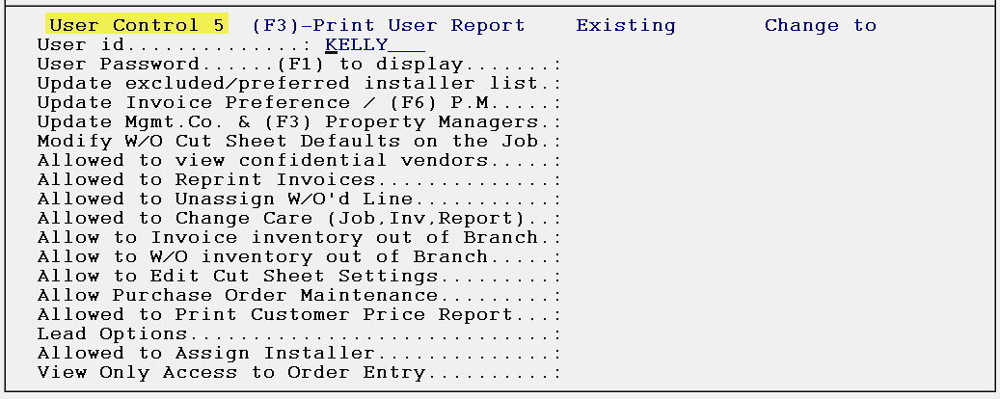 User Control 5  (F3)-Print User Report    Existing       Change to
User id..............: KELLY___
User Password......(F1) to display.......:
Update excluded/preferred installer list.:
Update Invoice Preference / (F6) P.M.....:
Update Mgmt.Co. & (F3) Property Managers.:
Modify W/O Cut Sheet Defaults on the Job.:
Allowed to view confidential vendors.....:
Allowed to Reprint Invoices..............:
Allowed to Unassign W/O'd Line...........:
Allowed to Change Care (Job,Inv,Report)..:
Allow to Invoice inventory out of Branch.:
Allow to W/O inventory out of Branch.....:
Allow to Edit Cut Sheet Settings.........:
Allow Purchase Order Maintenance.........:
Allowed to Print Customer Price Report...:
Lead Options.............................:
Allowed to Assign Installer..............:
View Only Access to Order Entry..........: